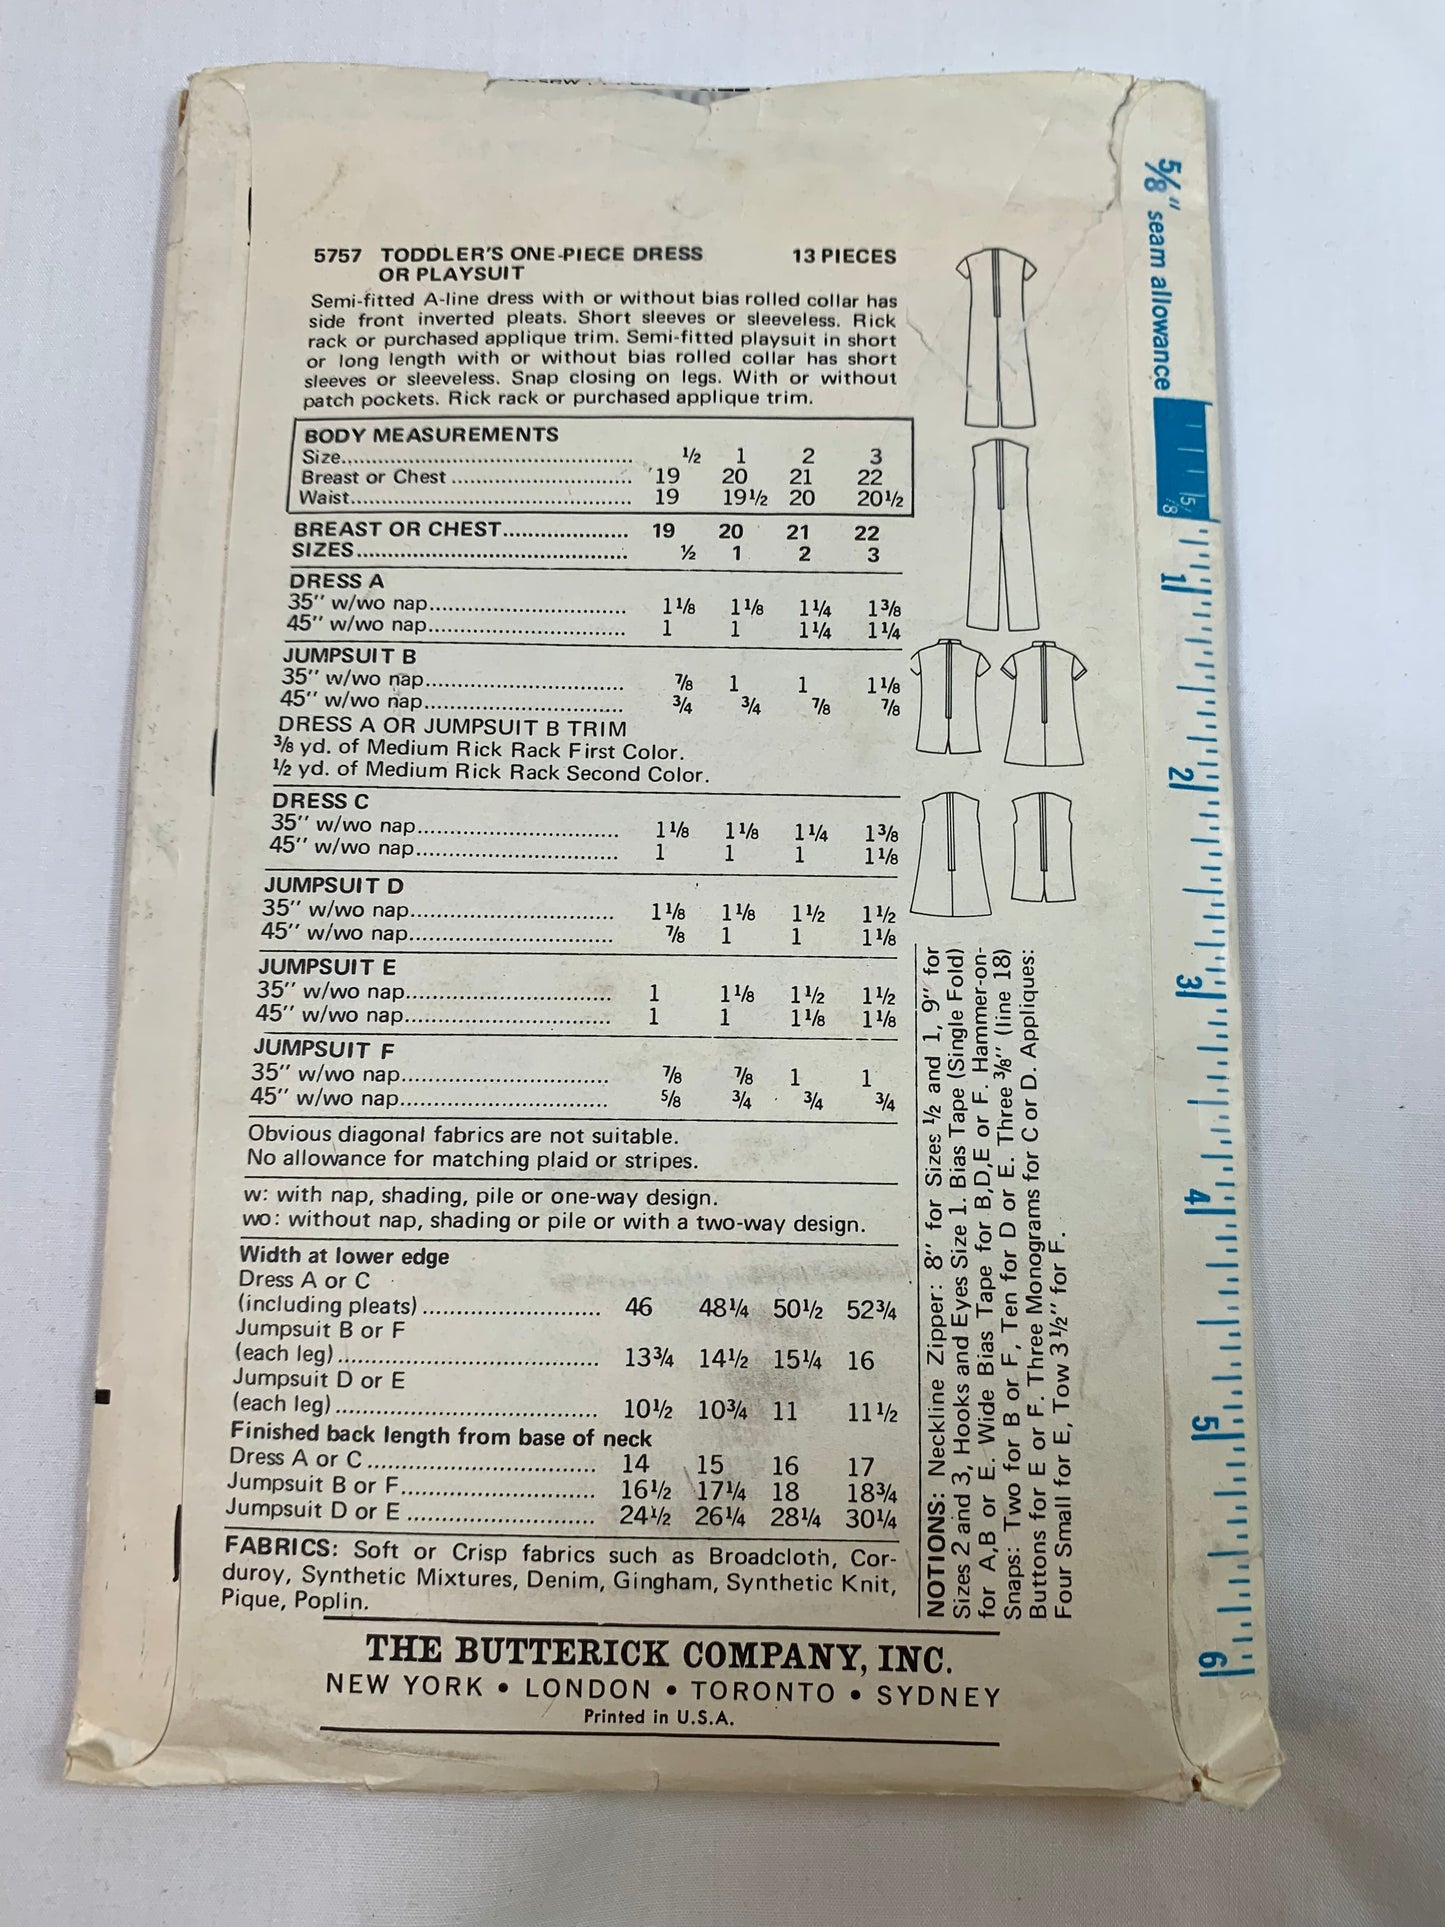 5757 TODDLER'S ONE-PIECE DRESS 13 PIECES
OR PLAYSUIT
Semi-fitted A-line dress with or without bias rolled collar has
side front inverted pleats. Short sleeves or sleeveless. Rick
rack or purchased applique trim. Semi-fitted playsuit in short
or long length with or without bias rolled collar has short
sleeves or sleeveless. Snap closing on legs. With or without
patch pockets. Rick rack or purchased applique trim.
BODY MEASUREMENTS
Size ½ 1 2 3
Breast or Chest 19 20 21 22
Waist 19 19½ 20 20½
BREAST OR CHEST 19 20 21 22
SIZES ½ 1 2 3
DRESS A
35" w/wo nap 1⅛ 1⅛ 1¼ 1⅜
45" w/wo nap 1 1 1¼ 1¼
JUMPSUIT B
35" w/wo nap ⅞ 1 1 1⅛
45" w/wo nap ¾ ¾ ⅞ ⅞
DRESS A OR JUMPSUIT B TRIM
⅜ yd. of Medium Rick Rack First Color.
½ yd. of Medium Rick Rack Second Color.
DRESS C
35" w/wo nap 1⅛ 1⅛ 1¼ 1⅜
45" w/wo nap 1 1 1 1⅛
JUMPSUIT D
35" w/wo nap 1⅛ 1⅛ 1½ 1½
45" w/wo nap ⅞ 1 1 1⅛
JUMPSUIT E
35" w/wo nap 1 1⅛ 1½ 1½
45" w/wo nap 1 1 1⅛ 1⅛
JUMPSUIT F
35" w/wo nap ⅞ ⅞ 1 1
45" w/wo nap ⅝ ¾ ¾ ¾
Obvious diagonal fabrics are not suitable.
No allowance for matching plaid or stripes.
w: with nap, shading, pile or one-way design.
wo: without nap, shading or pile or with a two-way design.
Width at lower edge
Dress A or C
(including pleats) 46 48¼ 50½ 52¾
Jumpsuit B or F
(each leg) 13¾ 14½ 15¼ 16
Jumpsuit D or E
(each leg) 10½ 10¾ 11 11½
Finished back length from base of neck
Dress A or C 14 15 16 17
Jumpsuit B or F 16½ 17¼ 18 18¾
Jumpsuit D or E 24½ 26¼ 28¼ 30¼
FABRICS: Soft or Crisp fabrics such as Broadcloth, Cor-
duroy, Synthetic Mixtures, Denim, Gingham, Synthetic Knit,
Pique, Poplin.
NOTIONS: Neckline Zipper: 8" for Sizes ½ and 1, 9" for
Sizes 2 and 3, Hooks and Eyes Size 1. Bias Tape (Single Fold)
for A,B or E. Wide Bias Tape for B,D,E or F. Hammer-on-
Snaps: Two for B or F, Ten for D or E. Three ⅜" (line 18)
Buttons for E or F. Three Monograms for C or D. Appliques:
Four Small for E, Tow 3½" for F.
THE BUTTERICK COMPANY, INC.
NEW YORK • LONDON • TORONTO • SYDNEY
Printed in U.S.A.
⅝" seam allowance
⅝
1
2
3
4
5
6